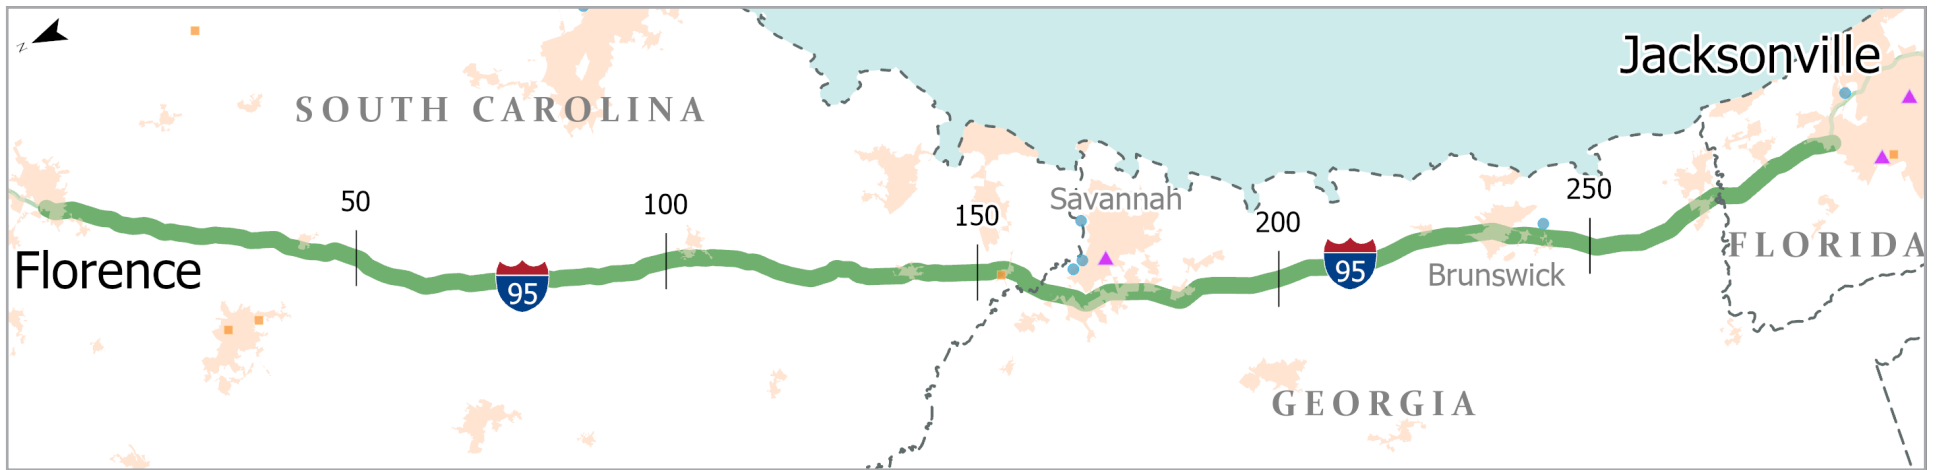 N
Jacksonville
SOUTH CAROLINA
50
100
150
Savannah
200
250
Florence
95
95
Brunswick
FLORIDA
GEORGIA